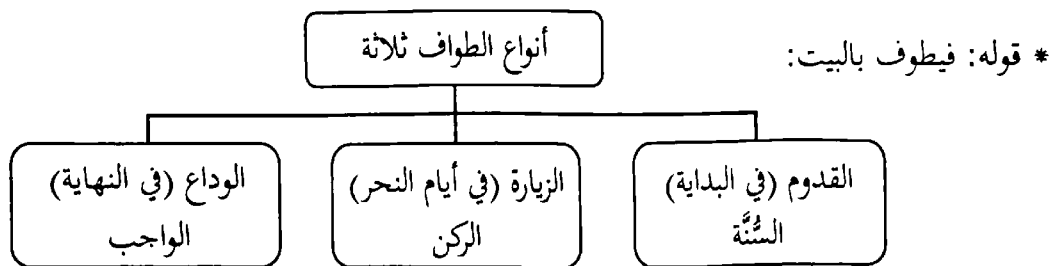 * قوله: فيطوف بالبيت:
أنواع الطواف ثلاثة
القدوم (في البداية)
السُّنَّة
الزيارة (في أيام النحر)
الركن
الوداع (في النهاية)
الواجب